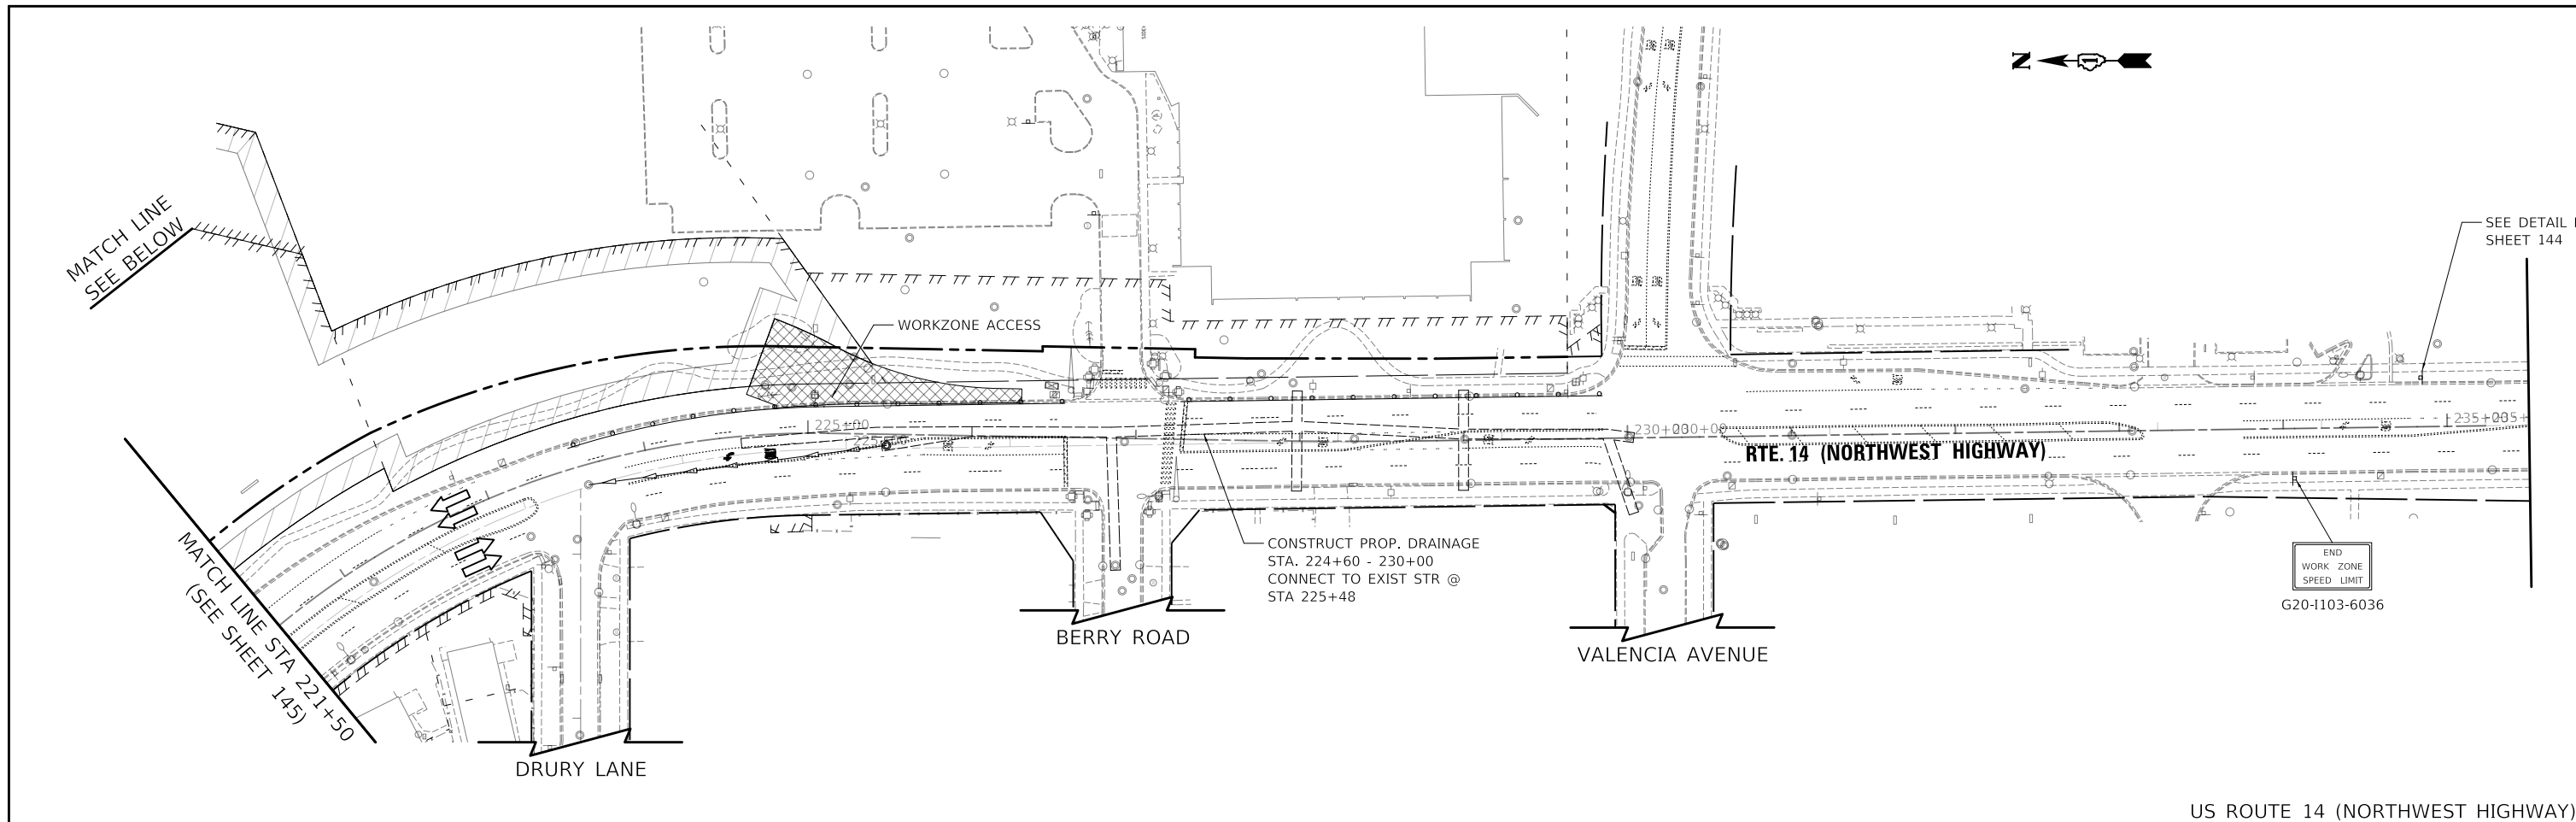 N
MATCH LINE
SEE BELOW
SEE DETAIL
SHEET 144
WORKZONE ACCESS
225+00
230+00
230+00
235+00
RTE. 14 (NORTHWEST HIGHWAY)
CONSTRUCT PROP. DRAINAGE
STA. 224+60 - 230+00
CONNECT TO EXIST STR @
STA 225+48
END
WORK ZONE
SPEED LIMIT
G20-I103-6036
MATCH LINE STA 221+50
(SEE SHEET 145)
BERRY ROAD
VALENCIA AVENUE
DRURY LANE
US ROUTE 14 (NORTHWEST HIGHWAY)